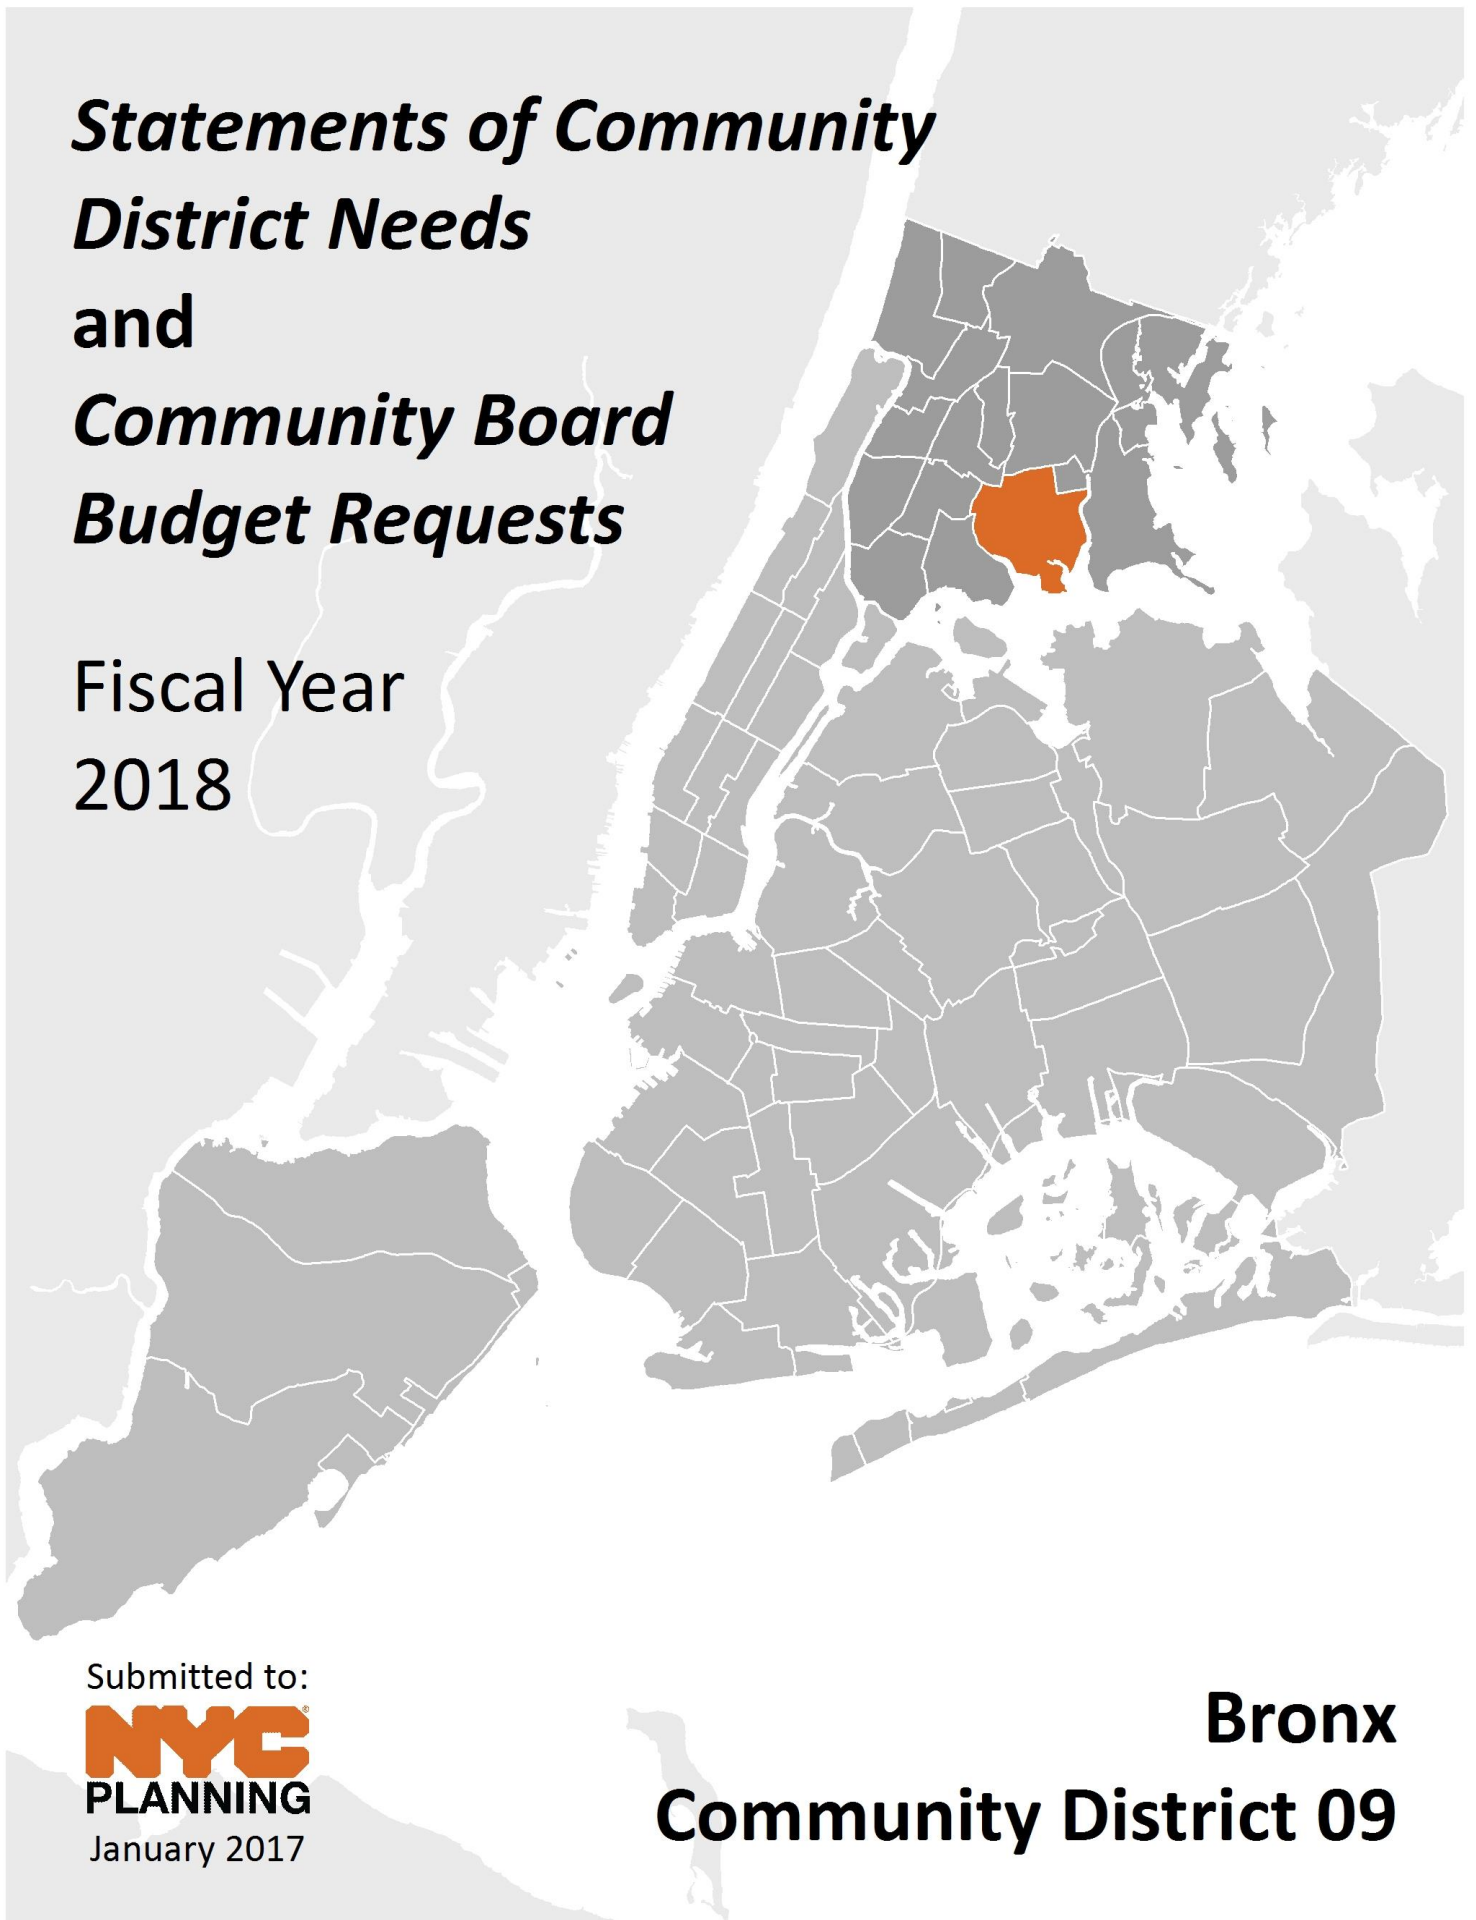 Statements of Community
District Needs
and
Community Board
Budget Requests
Fiscal Year
2018
Submitted to:
NYC®
PLANNING
January 2017
Bronx
Community District 09